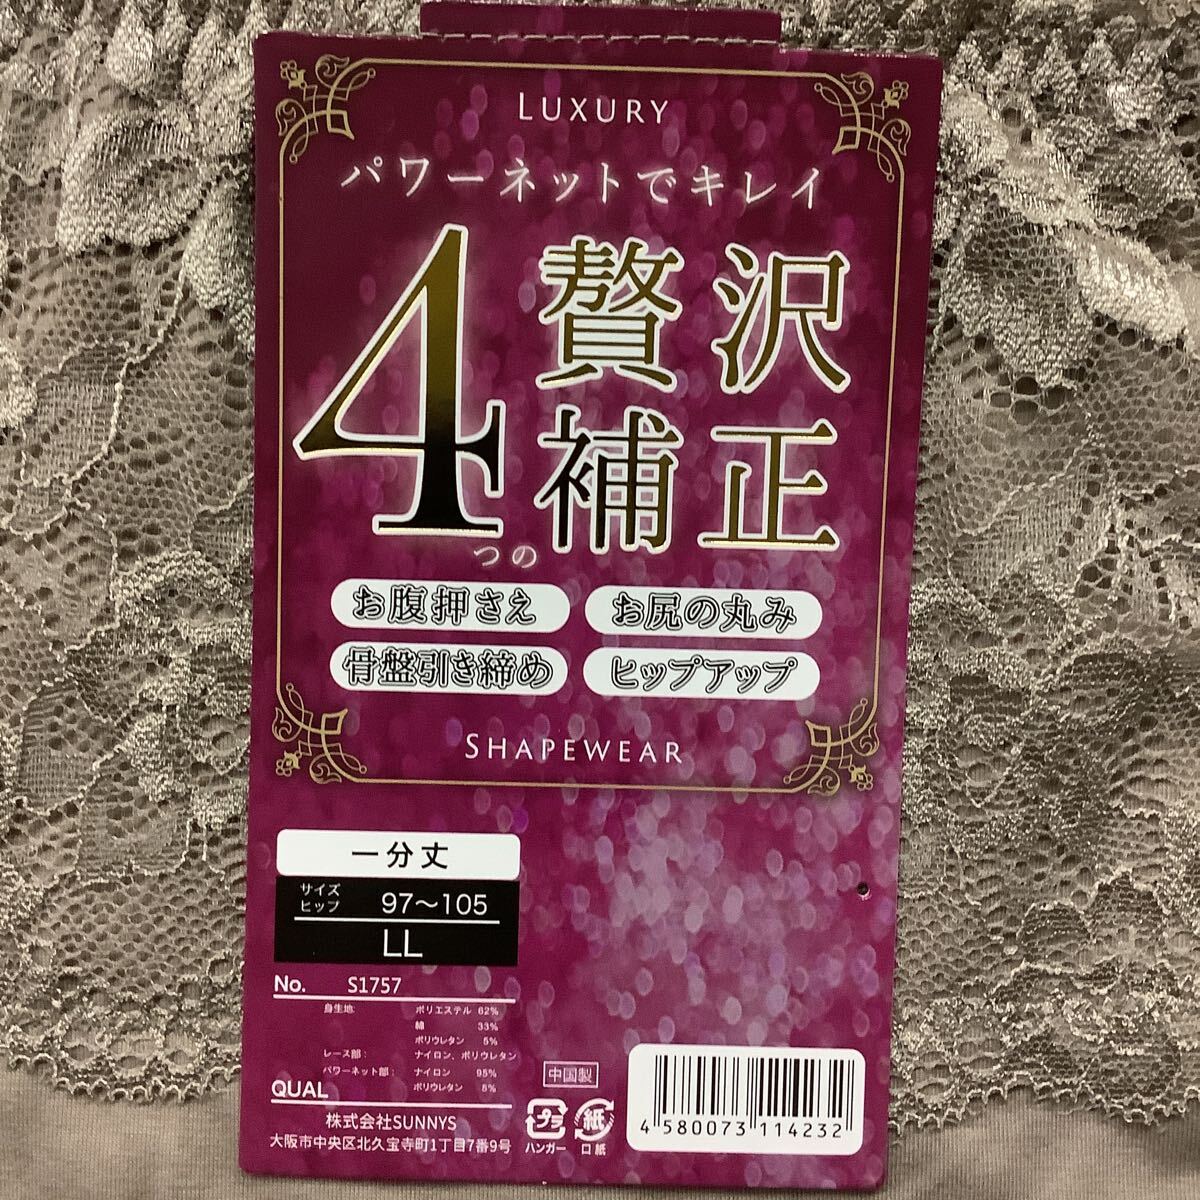 LUXURY
パワーネットでキレイ
4つの
贅沢
補正
お腹押さえ お尻の丸み
骨盤引き締め ヒップアップ
SHAPEWEAR
一分丈
サイズ
ヒップ 97〜105
LL
No. S1757
身生地: ポリエステル 62%
綿 33%
ポリウレタン 5%
レース部: ナイロン、ポリウレタン
パワーネット部: ナイロン 95%
ポリウレタン 5%
QUAL
株式会社SUNNYS
大阪市中央区北久宝寺町1丁目7番9号
中国製
プラ 紙
ハンガー 口紙
4 580073 114232